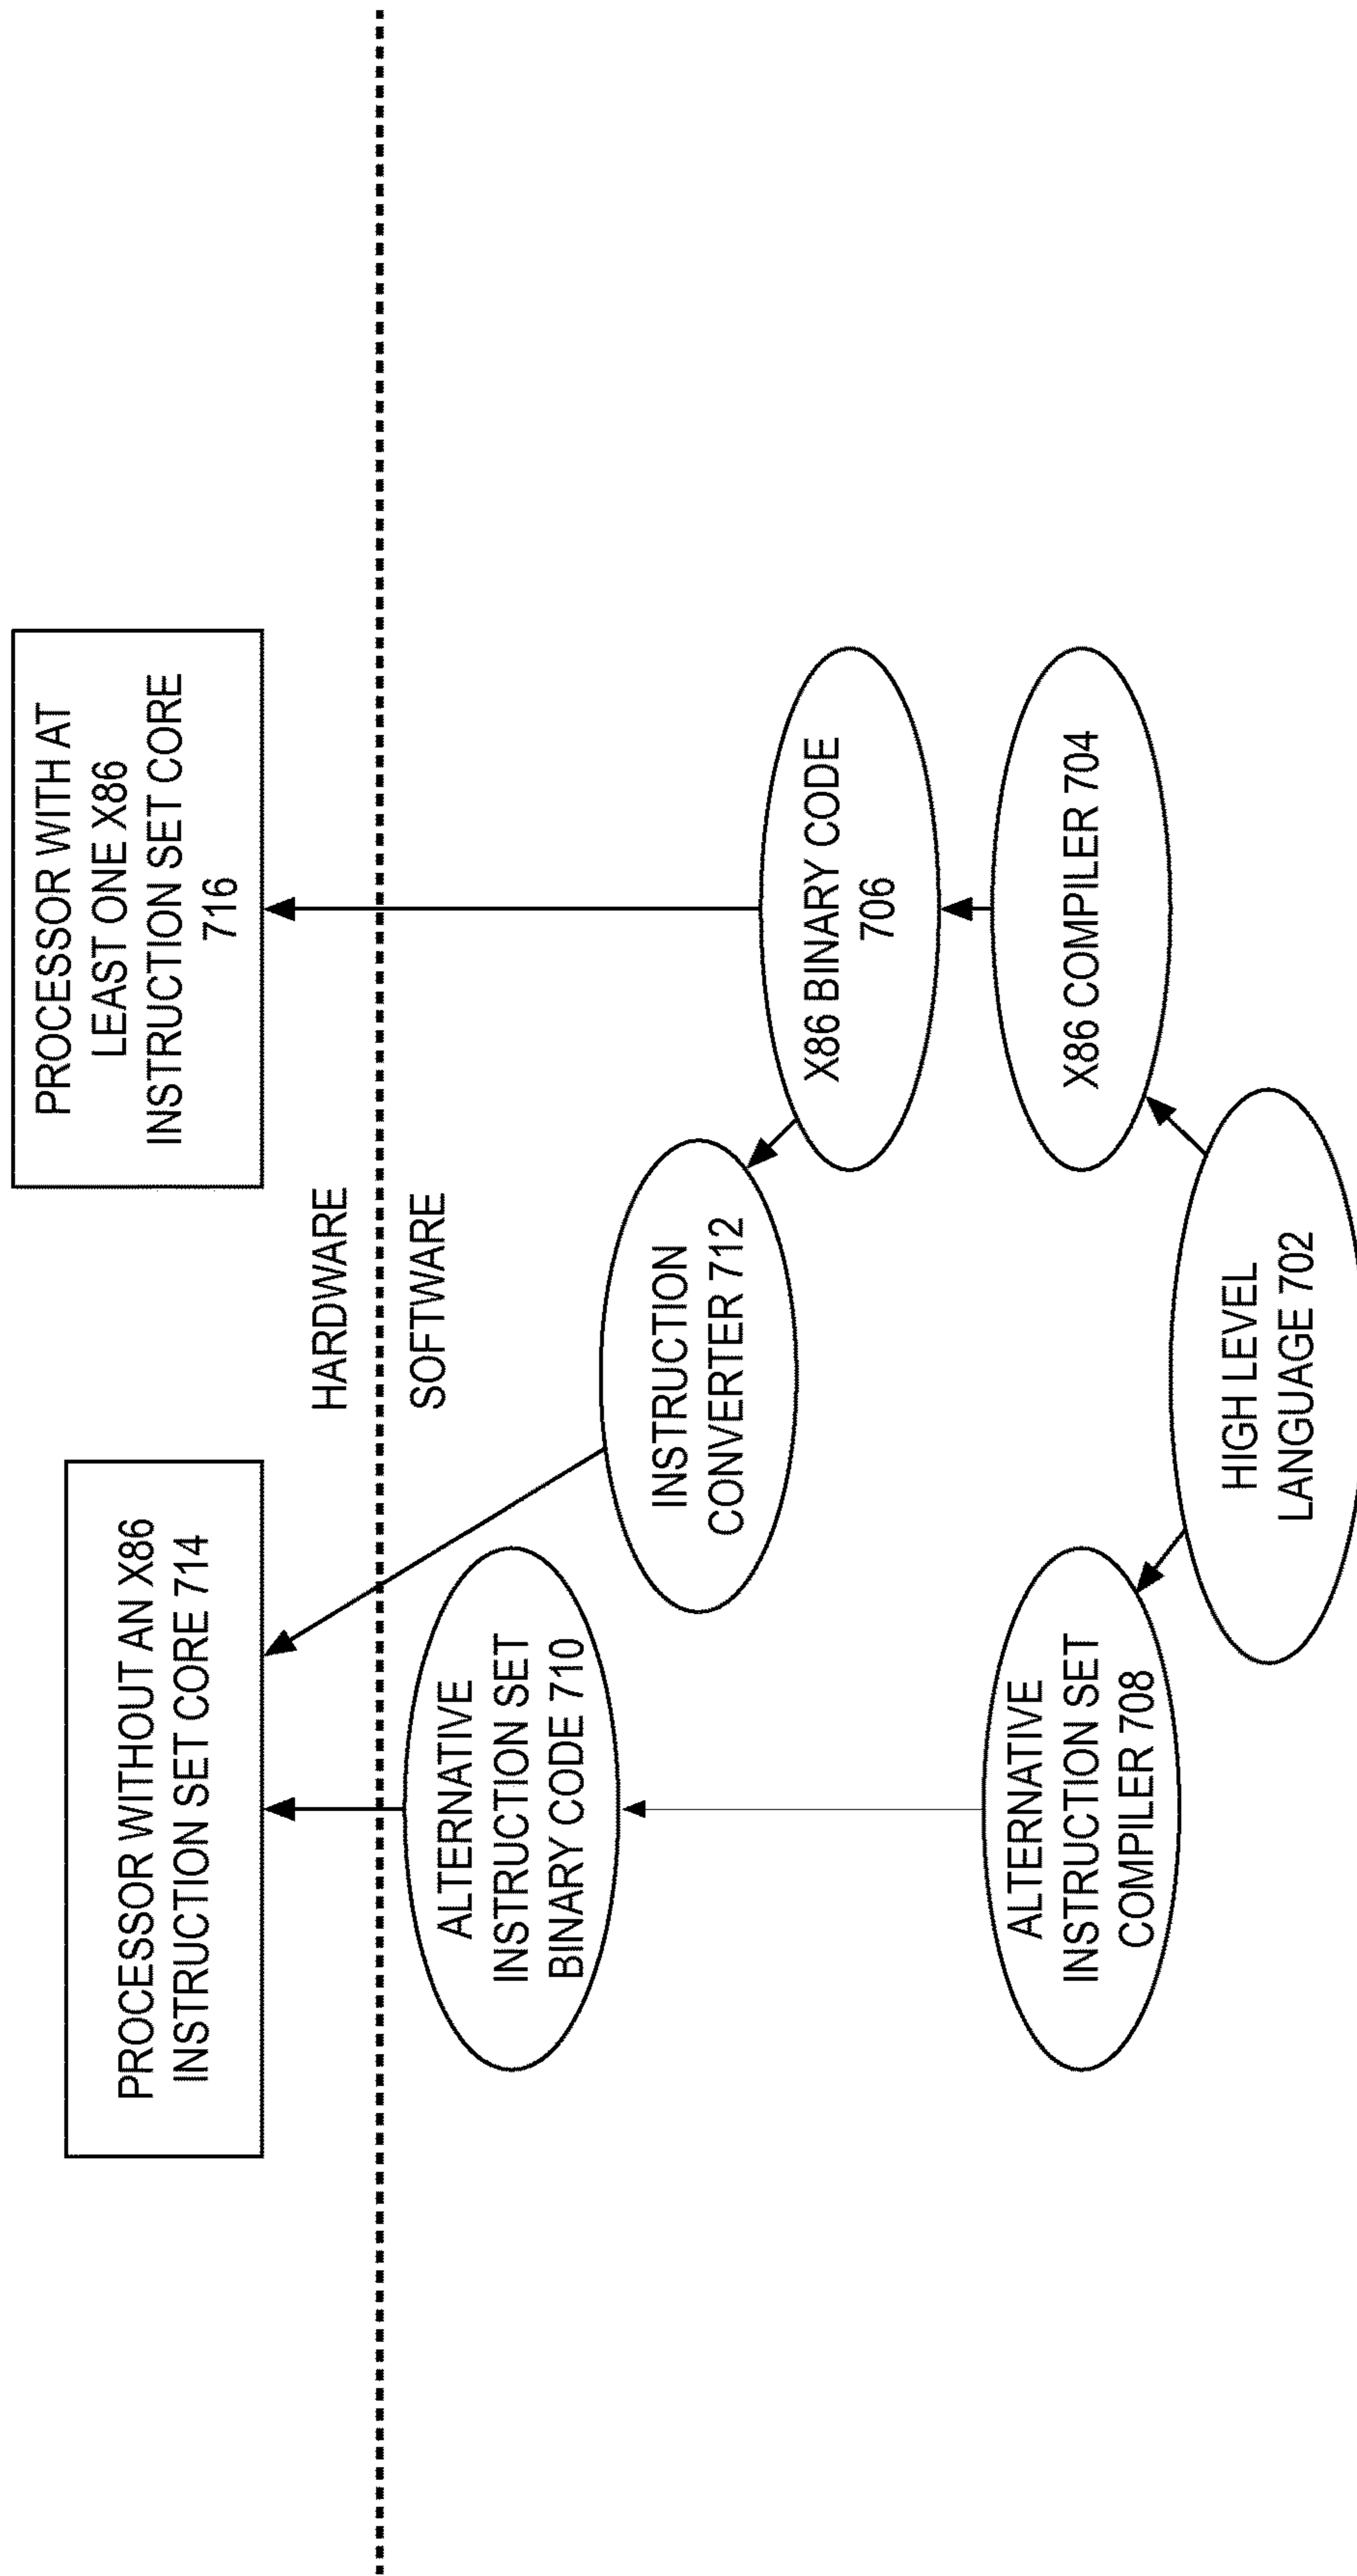 PROCESSOR WITHOUT AN X86
INSTRUCTION SET CORE 714
PROCESSOR WITH AT
LEAST ONE X86
INSTRUCTION SET CORE
716
HARDWARE
SOFTWARE
ALTERNATIVE
INSTRUCTION SET
BINARY CODE 710
INSTRUCTION
CONVERTER 712
X86 BINARY CODE
706
ALTERNATIVE
INSTRUCTION SET
COMPILER 708
X86 COMPILER 704
HIGH LEVEL
LANGUAGE 702